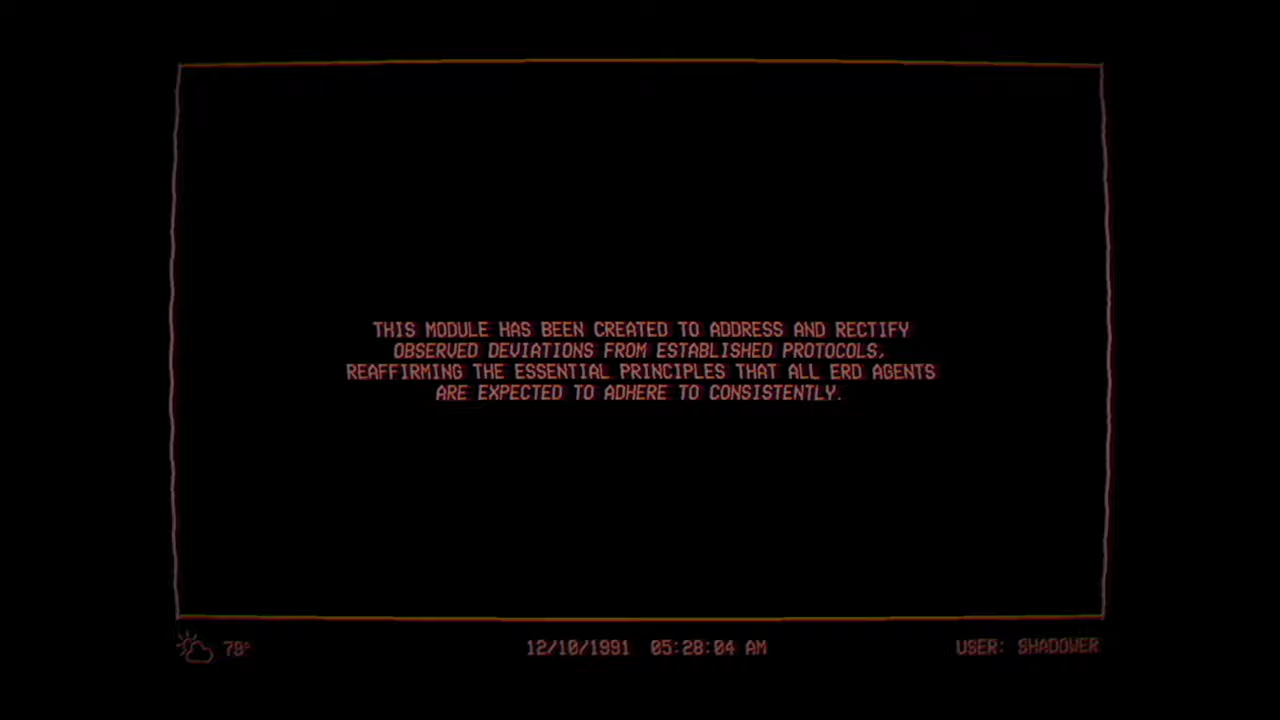 THIS MODULE HAS BEEN CREATED TO ADDRESS AND RECTIFY
OBSERVED DEVIATIONS FROM ESTABLISHED PROTOCOLS,
REAFFIRMING THE ESSENTIAL PRINCIPLES THAT ALL ERD AGENTS
ARE EXPECTED TO ADHERE TO CONSISTENTLY.
78° 12/10/1991 05:28:04 AM USER: SHADOWER